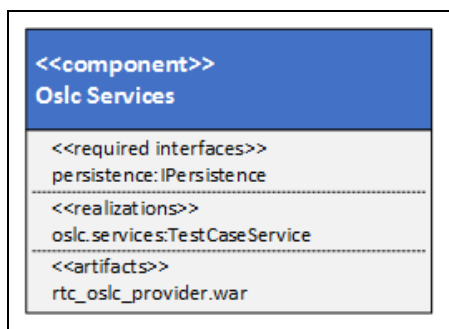 <<component>>
Oslc Services
<<required interfaces>>
persistence:IPersistence
<<realizations>>
oslc.services:TestCaseService
<<artifacts>>
rtc_oslc_provider.war